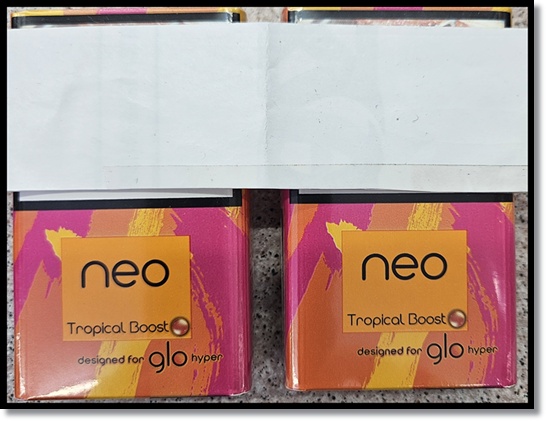 neo
Tropical Boost
designed for glo hyper
neo
Tropical Boost
designed for glo hyper